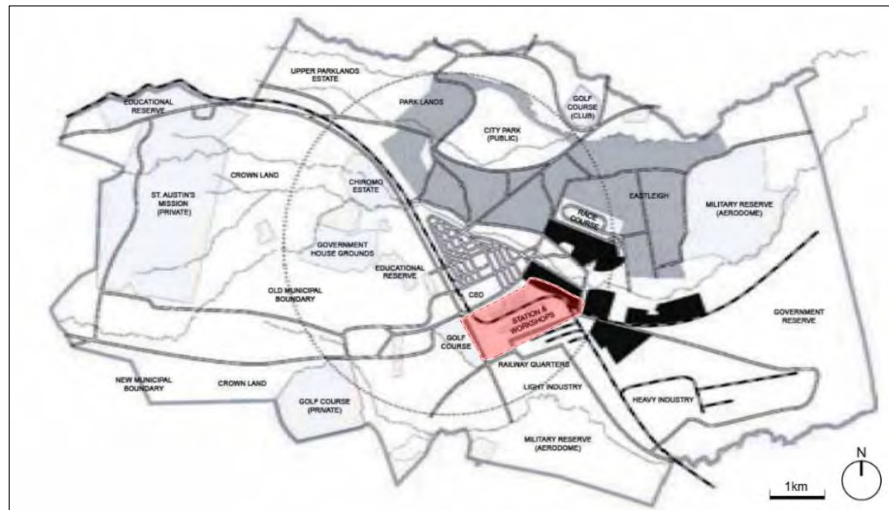 UPPER PARKLANDS
ESTATE
EDUCATIONAL
RESERVE
PARK LANDS
GOLF
COURSE
(CLUB)
CITY PARK
(PUBLIC)
CROWN LAND
ST AUSTIN'S
MISSION
(PRIVATE)
CHIROMO
ESTATE
EASTLEIGH
MILITARY RESERVE
(AERODOME)
RACE
COURSE
GOVERNMENT
HOUSE GROUNDS
EDUCATIONAL
RESERVE
OLD MUNICIPAL
BOUNDARY
CBD
STATION &
WORKSHOPS
GOVERNMENT
RESERVE
GOLF
COURSE
RAILWAY QUARTERS
NEW MUNICIPAL
BOUNDARY
CROWN LAND
LIGHT INDUSTRY
GOLF COURSE
(PRIVATE)
HEAVY INDUSTRY
MILITARY RESERVE
(AERODOME)
N
1km